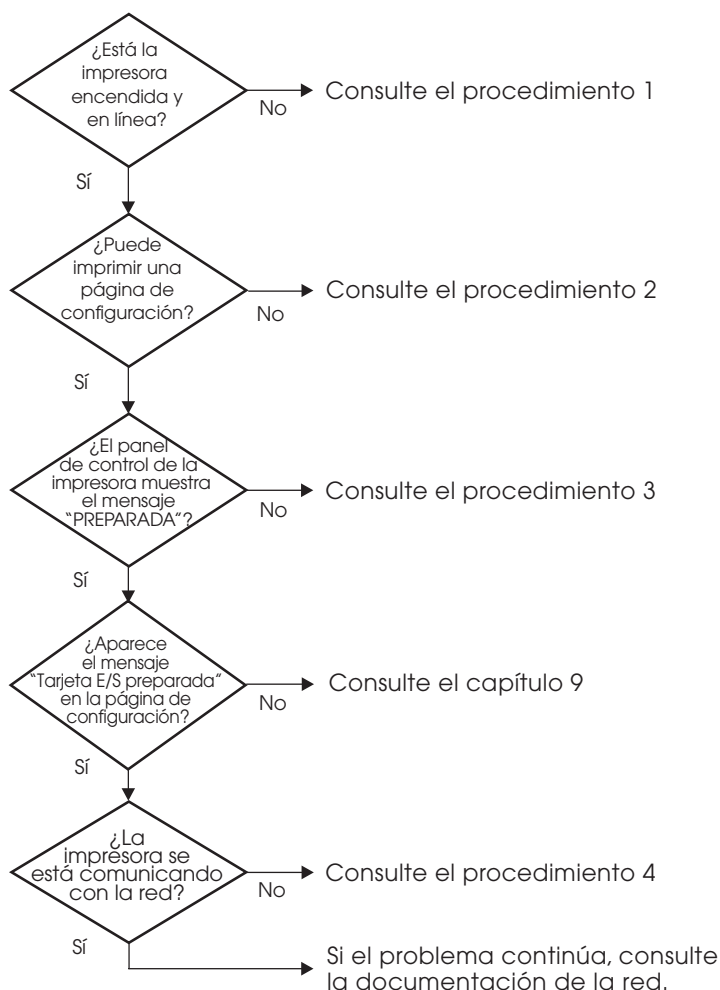 ¿Está la
impresora
encendida y
en línea?
No
Consulte el procedimiento 1
Sí
¿Puede
imprimir una
página de
configuración?
No
Consulte el procedimiento 2
Sí
¿El panel
de control de la
impresora muestra
el mensaje
“PREPARADA”?
No
Consulte el procedimiento 3
Sí
¿Aparece
el mensaje
“Tarjeta E/S preparada”
en la página de
configuración?
No
Consulte el capítulo 9
Sí
¿La
impresora se
está comunicando
con la red?
No
Consulte el procedimiento 4
Sí
Si el problema continúa, consulte
la documentación de la red.